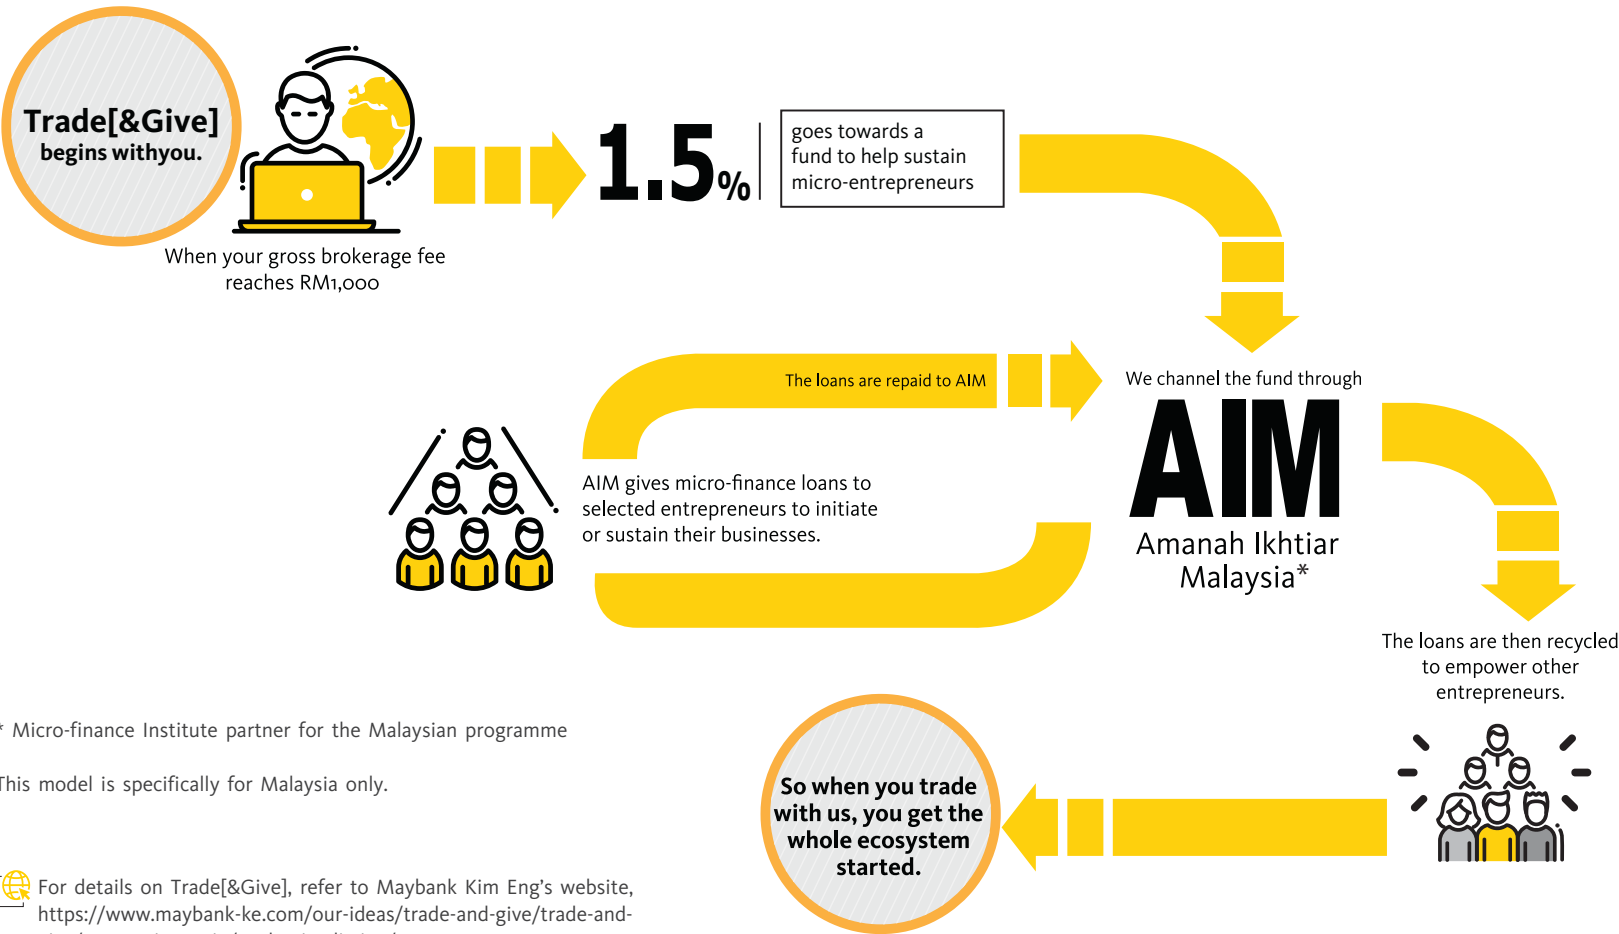 Trade[&Give]
begins withyou.
When your gross brokerage fee
reaches RM1,000
1.5%
goes towards a
fund to help sustain
micro-entrepreneurs
We channel the fund through
AIM
Amanah Ikhtiar
Malaysia*
The loans are repaid to AIM
AIM gives micro-finance loans to
selected entrepreneurs to initiate
or sustain their businesses.
The loans are then recycled
to empower other
entrepreneurs.
So when you trade
with us, you get the
whole ecosystem
started.
* Micro-finance Institute partner for the Malaysian programme
This model is specifically for Malaysia only.
For details on Trade[&Give], refer to Maybank Kim Eng's website,
https://www.maybank-ke.com/our-ideas/trade-and-give/trade-and-